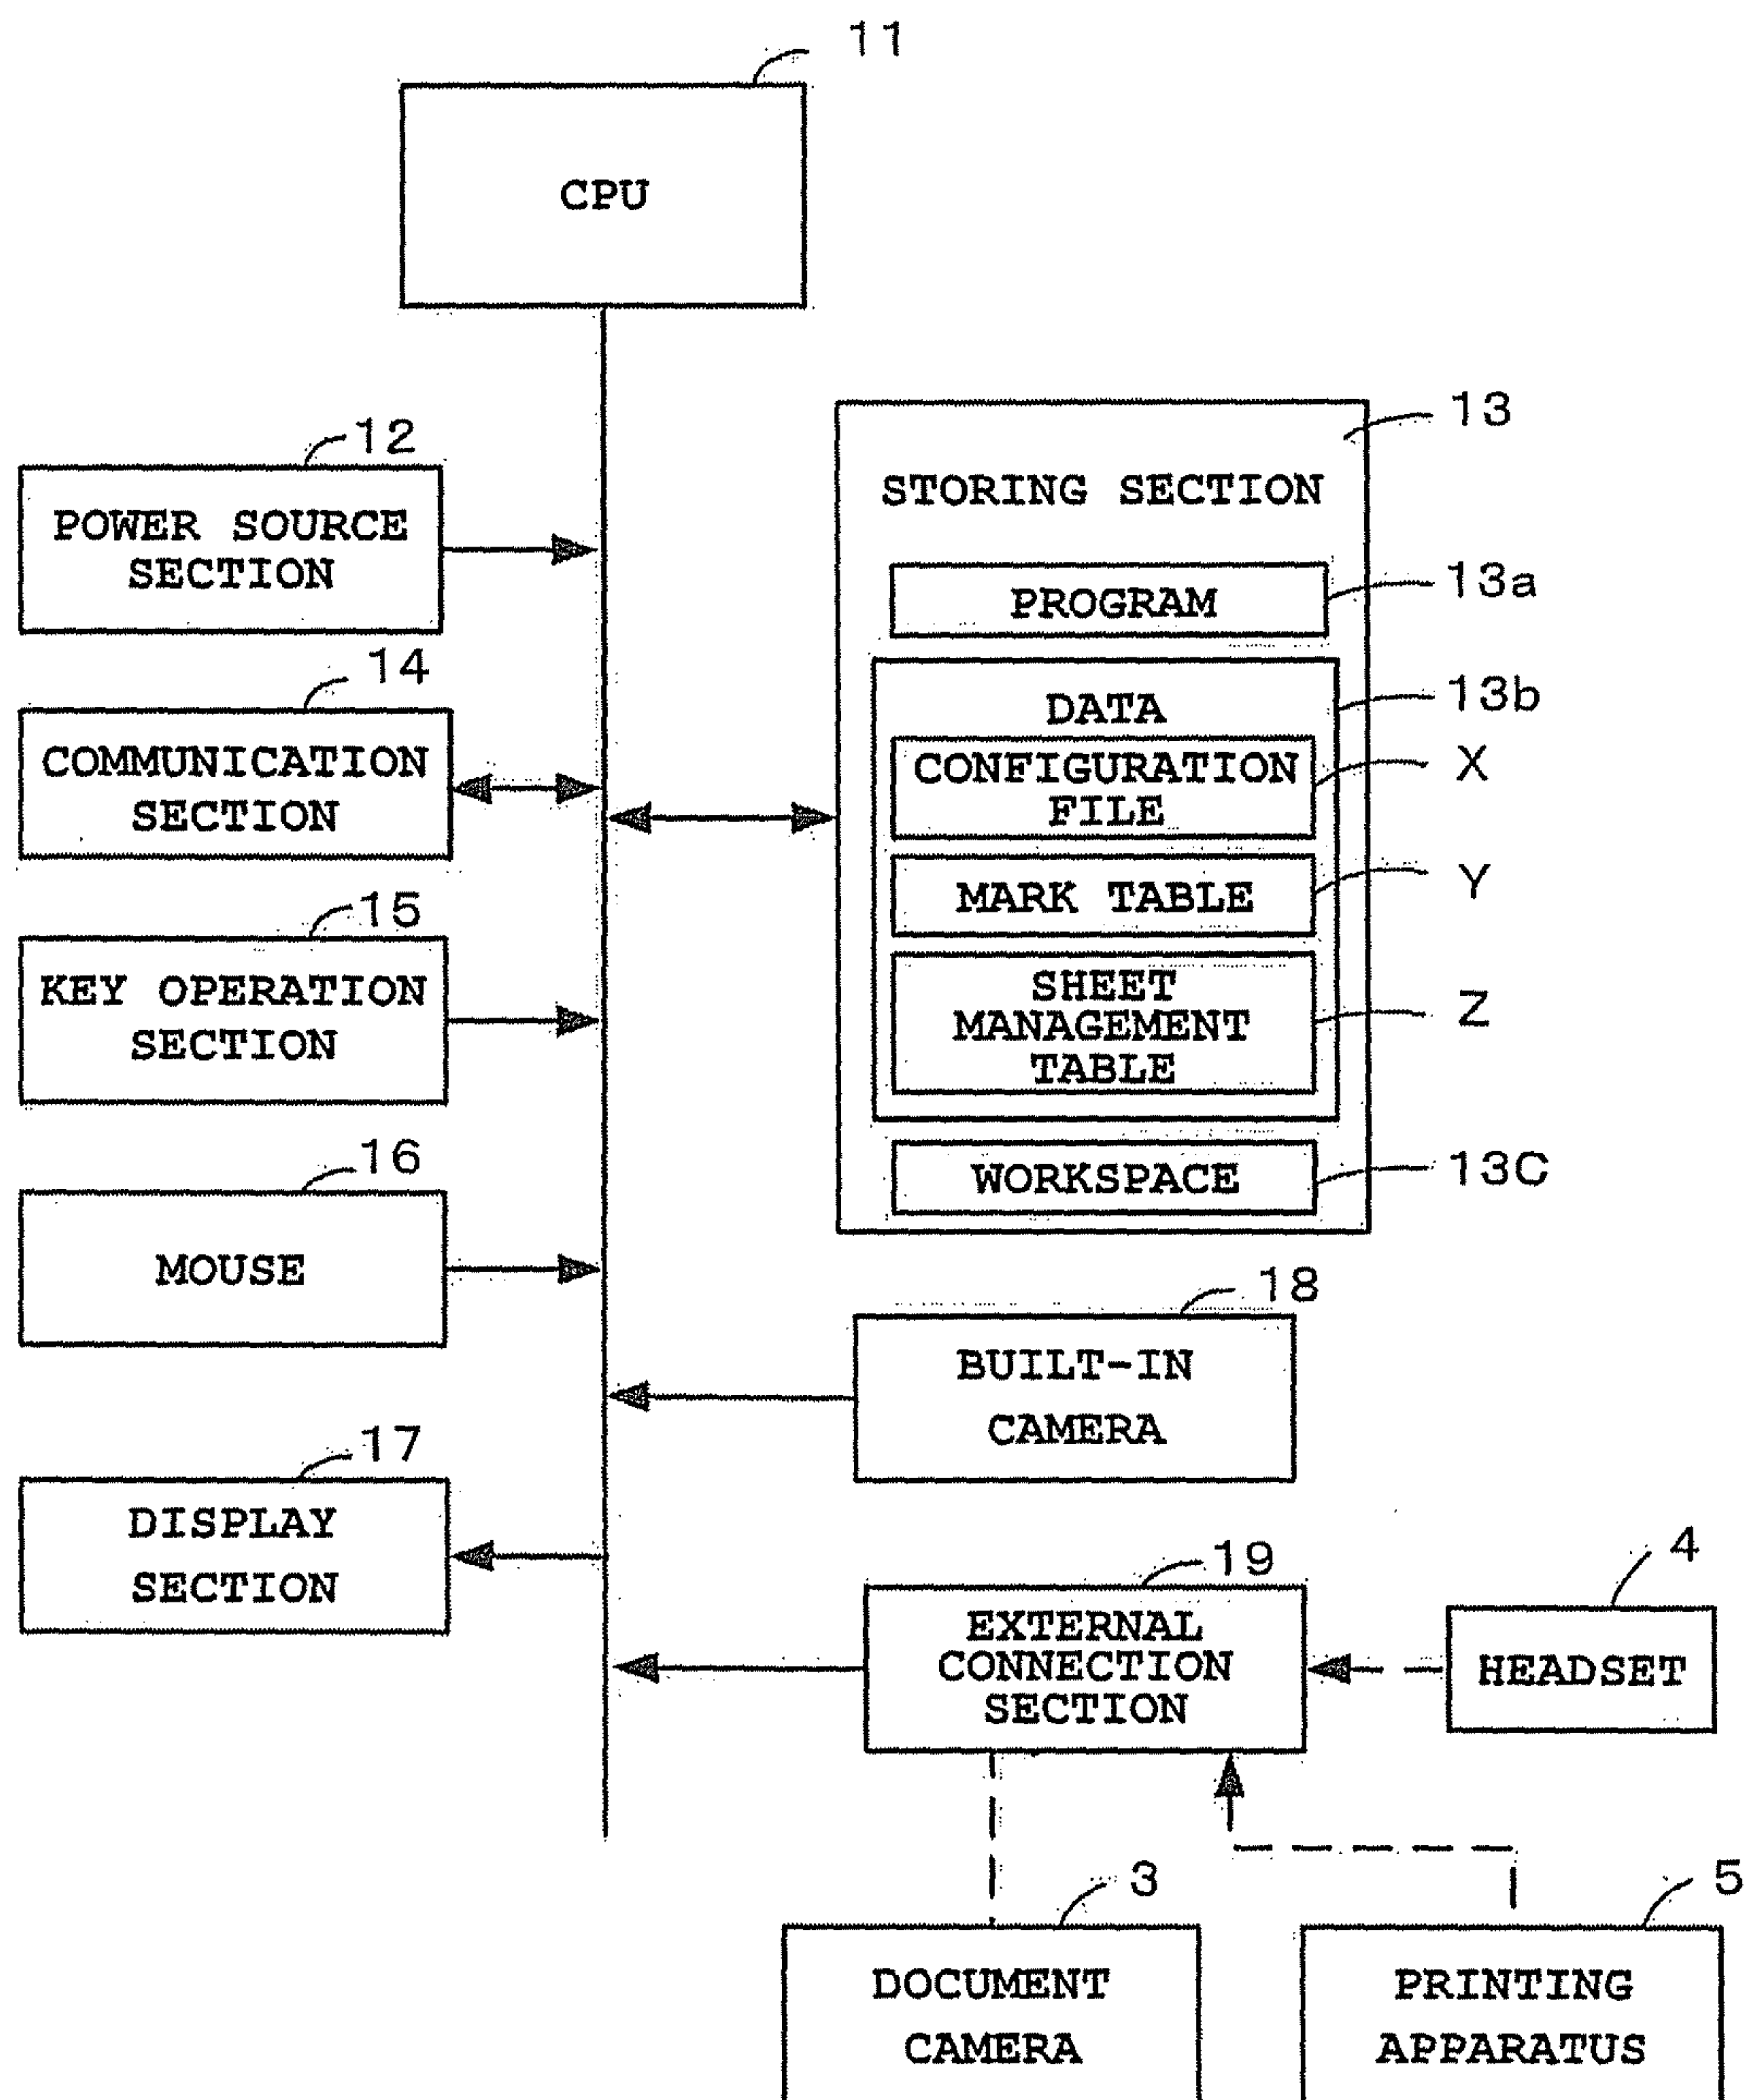 11
CPU
12
POWER SOURCE
SECTION
13
STORING SECTION
PROGRAM
13a
DATA
13b
CONFIGURATION
FILE
X
MARK TABLE
Y
SHEET
MANAGEMENT
TABLE
Z
WORKSPACE
13C
14
COMMUNICATION
SECTION
15
KEY OPERATION
SECTION
16
MOUSE
17
DISPLAY
SECTION
18
BUILT-IN
CAMERA
19
EXTERNAL
CONNECTION
SECTION
4
HEADSET
3
DOCUMENT
CAMERA
5
PRINTING
APPARATUS